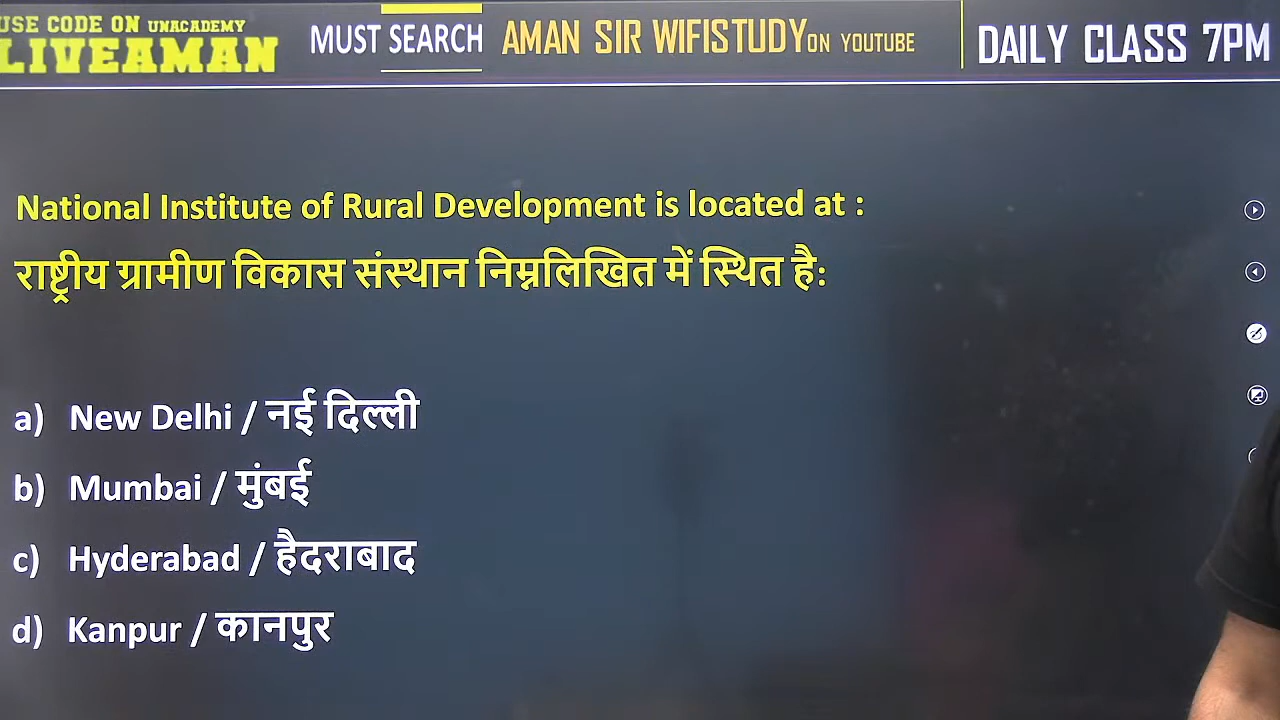 USE CODE ON UNACADEMY
LIVEAMAN
MUST SEARCH AMAN SIR WIFISTUDY ON YOUTUBE
DAILY CLASS 7PM
National Institute of Rural Development is located at :
राष्ट्रीय ग्रामीण विकास संस्थान निम्नलिखित में स्थित है:
a) New Delhi / नई दिल्ली
b) Mumbai / मुंबई
c) Hyderabad / हैदराबाद
d) Kanpur / कानपुर